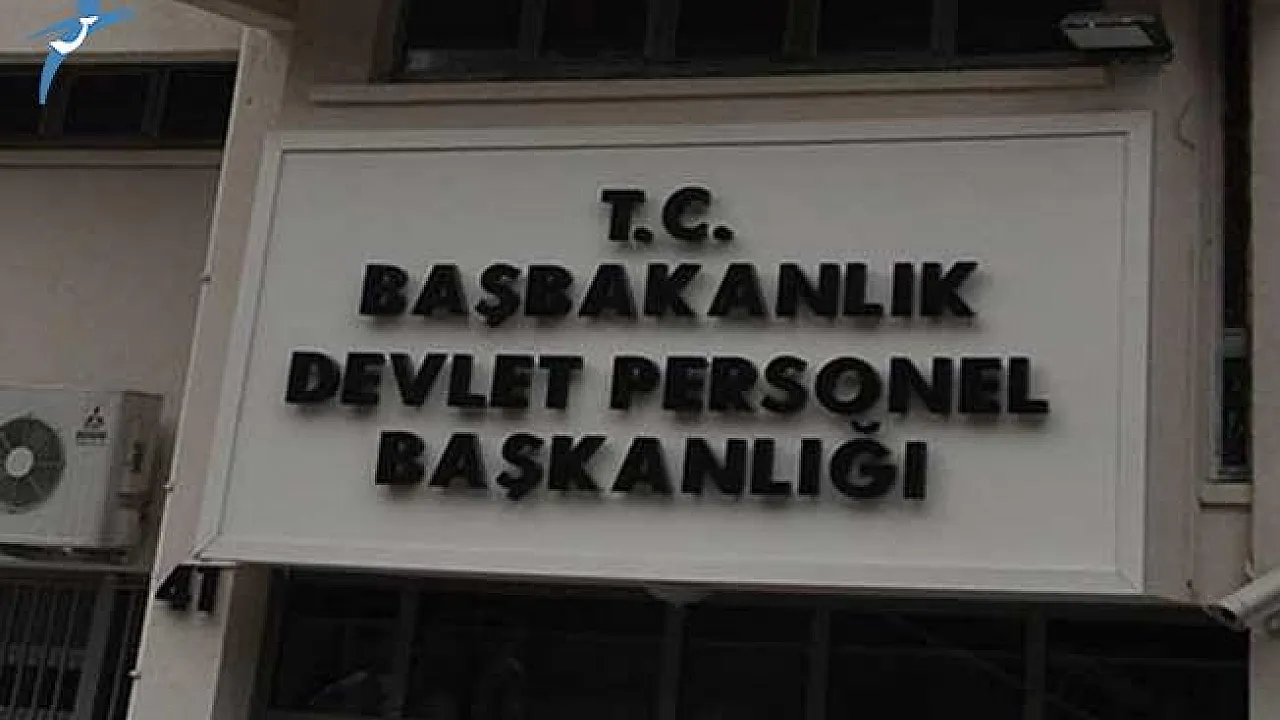 T.C.
BAŞBAKANLIK
DEVLET PERSONEL
BAŞKANLIĞI
41